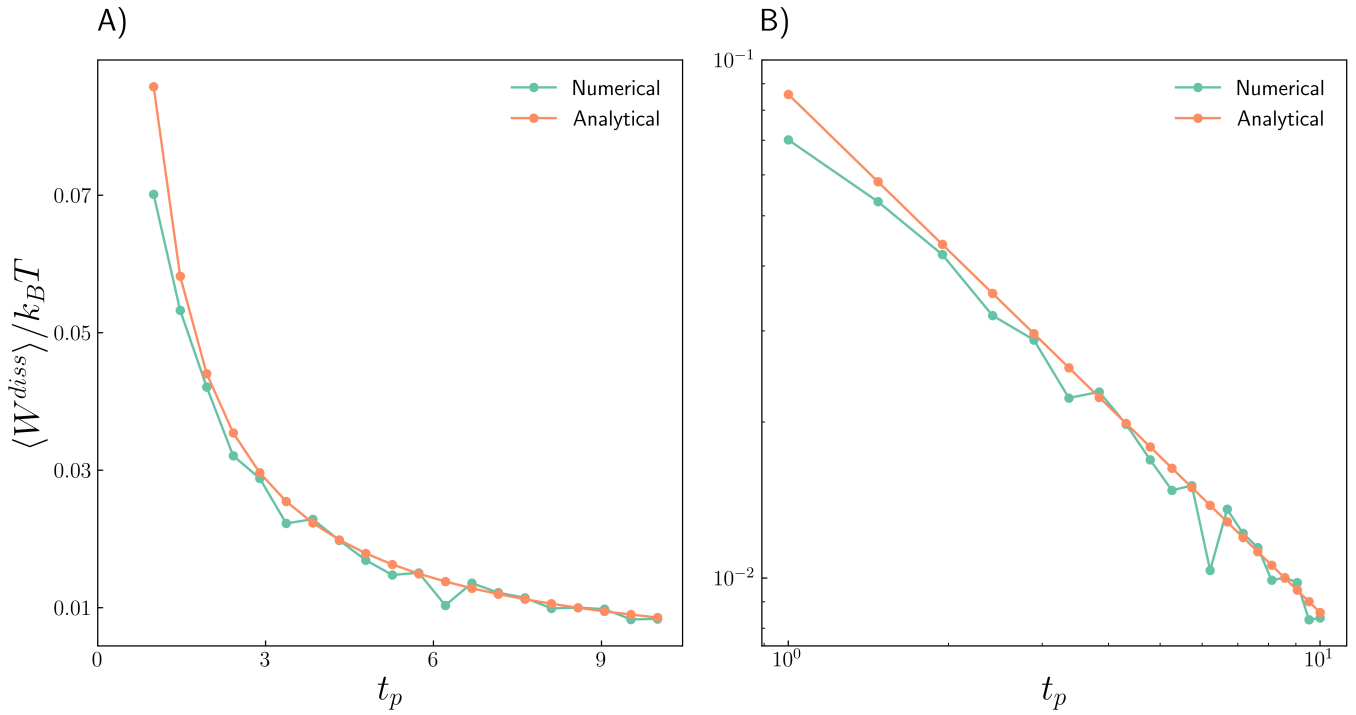 A)
Numerical
Analytical
0.07
0.05
0.03
0.01
0 3 6 9
⟨W^{diss}⟩/k_BT
t_p
B)
Numerical
Analytical
10^{-1}
10^{-2}
10^0 10^1
t_p